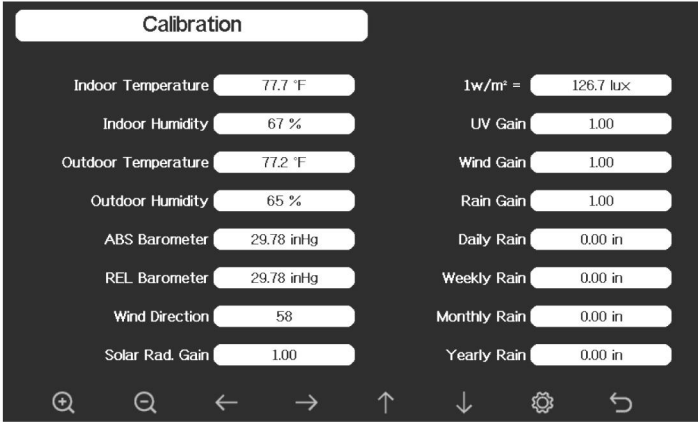 Calibration
Indoor Temperature 77.7 °F
Indoor Humidity 67 %
Outdoor Temperature 77.2 °F
Outdoor Humidity 65 %
ABS Barometer 29.78 inHg
REL Barometer 29.78 inHg
Wind Direction 58
Solar Rad. Gain 1.00
1w/m² = 126.7 lux
UV Gain 1.00
Wind Gain 1.00
Rain Gain 1.00
Daily Rain 0.00 in
Weekly Rain 0.00 in
Monthly Rain 0.00 in
Yearly Rain 0.00 in